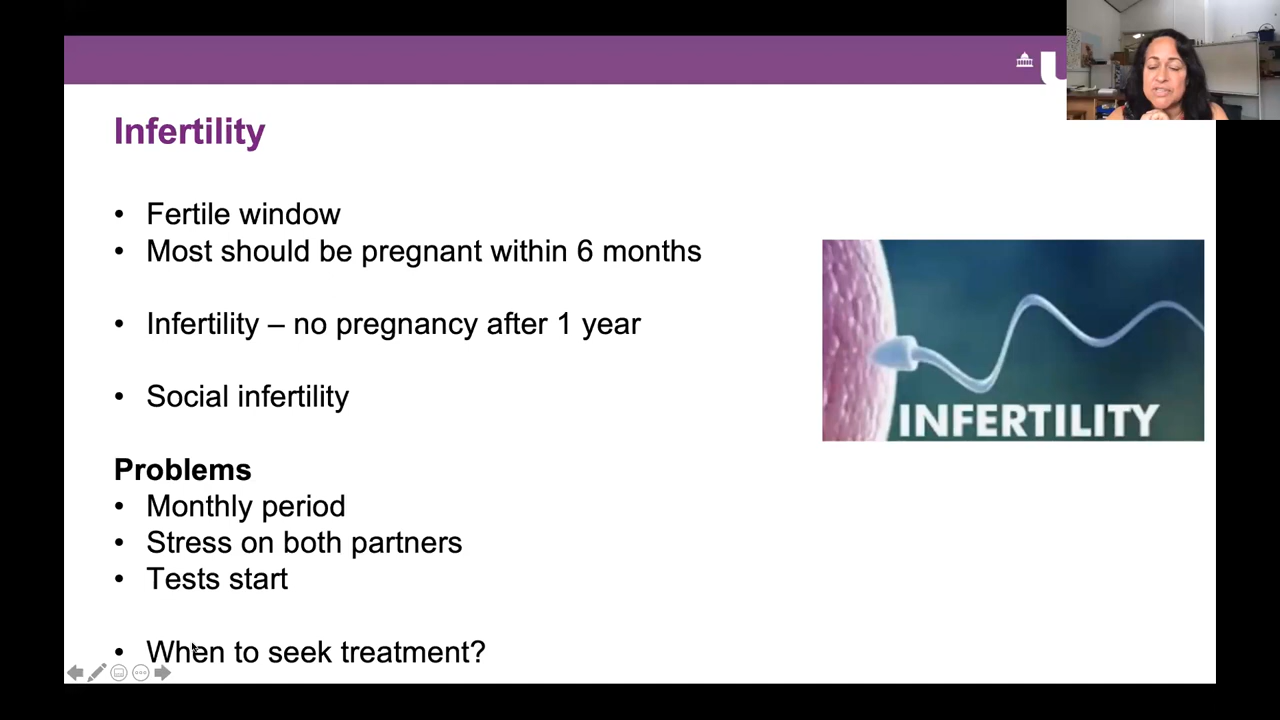 Infertility
• Fertile window
• Most should be pregnant within 6 months
• Infertility – no pregnancy after 1 year
• Social infertility
INFERTILITY
Problems
• Monthly period
• Stress on both partners
• Tests start
• When to seek treatment?